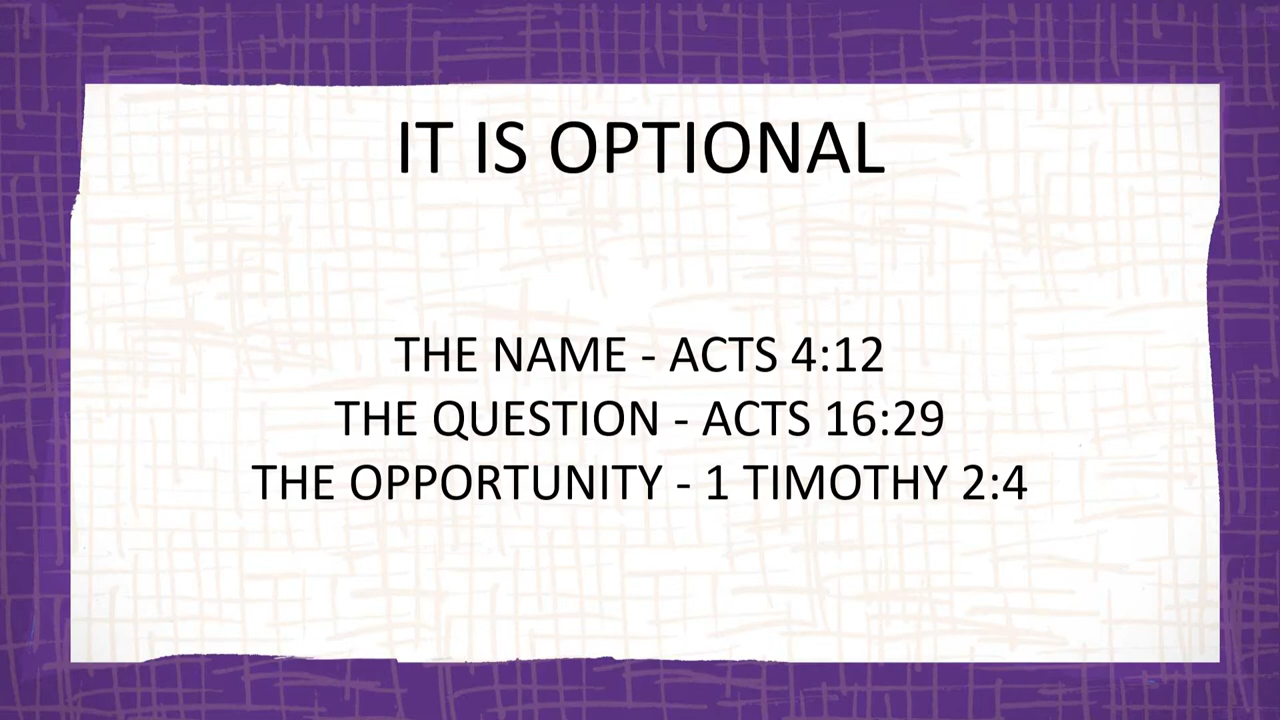 IT IS OPTIONAL
THE NAME - ACTS 4:12
THE QUESTION - ACTS 16:29
THE OPPORTUNITY - 1 TIMOTHY 2:4